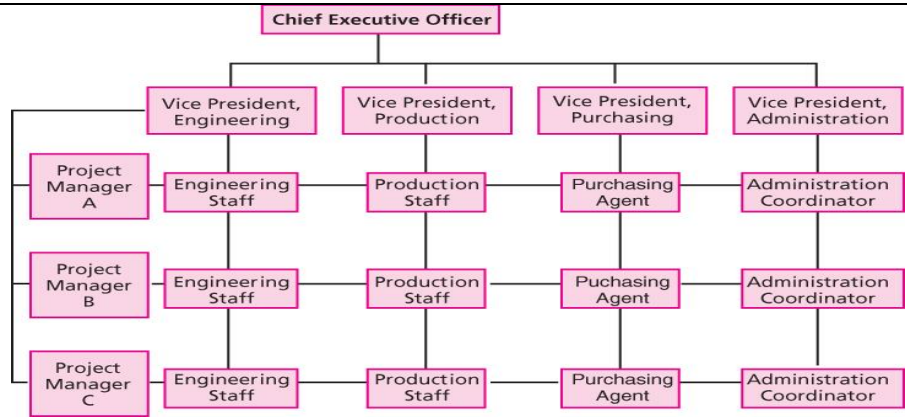 Chief Executive Officer
Vice President,
Engineering
Vice President,
Production
Vice President,
Purchasing
Vice President,
Administration
Project
Manager
A
Engineering
Staff
Production
Staff
Purchasing
Agent
Administration
Coordinator
Project
Manager
B
Engineering
Staff
Production
Staff
Puchasing
Agent
Administration
Coordinator
Project
Manager
C
Engineering
Staff
Production
Staff
Purchasing
Agent
Administration
Coordinator